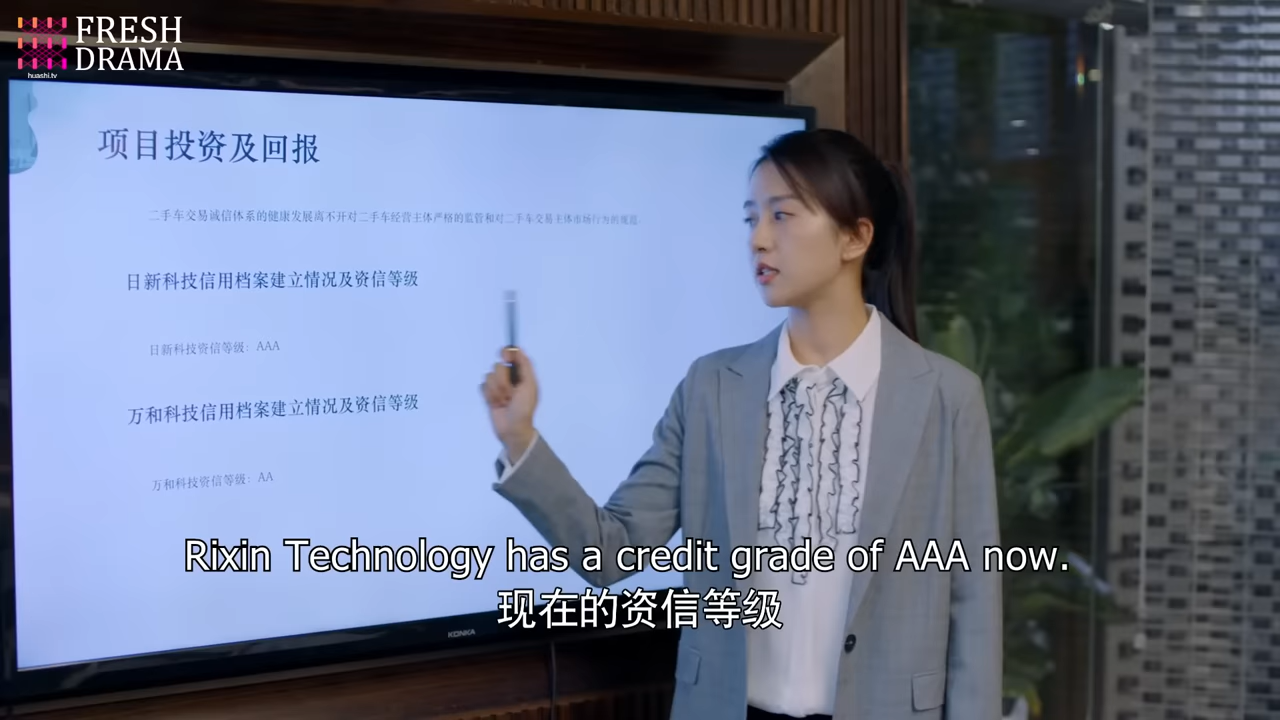 FRESH
DRAMA
huashi.tv
项目投资及回报
二手车交易诚信体系的健康发展离不开对二手车经营主体严格的监管和对二手车交易主体市场行为的规范
日新科技信用档案建立情况及资信等级
日新科技资信等级：AAA
万和科技信用档案建立情况及资信等级
万和科技资信等级：AA
KONKA
Rixin Technology has a credit grade of AAA now.
现在的资信等级